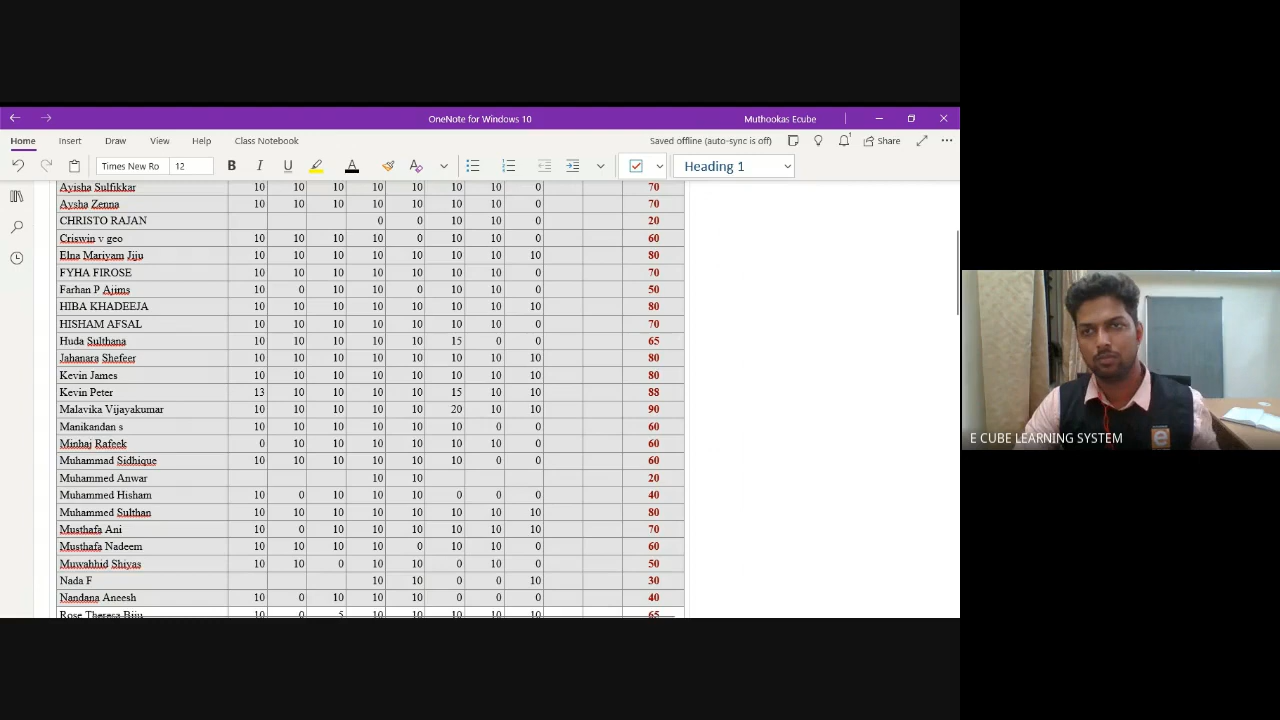 OneNote for Windows 10
Muthookas Ecube
Home Insert Draw View Help Class Notebook
Saved offline (auto-sync is off)
Share
Times New Ro 12
B I U A
Heading 1
Ayisha Sulfikkar 10 10 10 10 10 10 10 0 70
Aysha Zenna 10 10 10 10 10 10 10 0 70
CHRISTO RAJAN 0 0 10 10 0 20
Criswin v geo 10 10 10 10 0 10 10 0 60
Elna Mariyam Jiju 10 10 10 10 10 10 10 10 80
FYHA FIROSE 10 10 10 10 10 10 10 0 70
Farhan P Ajims 10 0 10 10 0 10 10 0 50
HIBA KHADEEJA 10 10 10 10 10 10 10 10 80
HISHAM AFSAL 10 10 10 10 10 10 10 0 70
Huda Sulthana 10 10 10 10 10 15 0 0 65
Jahanara Shefeer 10 10 10 10 10 10 10 10 80
Kevin James 10 10 10 10 10 10 10 10 80
Kevin Peter 13 10 10 10 10 15 10 10 88
Malavika Vijayakumar 10 10 10 10 10 20 10 10 90
Manikandan s 10 10 10 10 10 10 0 0 60
Minhaj Rafeek 0 10 10 10 10 10 10 0 60
Muhammad Sidhique 10 10 10 10 10 10 0 0 60
Muhammed Anwar 10 10 20
Muhammed Hisham 10 0 10 10 10 0 0 0 40
Muhammed Sulthan 10 10 10 10 10 10 10 10 80
Musthafa Ani 10 0 10 10 10 10 10 10 70
Musthafa Nadeem 10 10 10 10 0 10 10 0 60
Muwahhid Shiyas 10 10 0 10 10 0 10 0 50
Nada F 10 10 0 0 10 30
Nandana Aneesh 10 0 10 10 10 0 0 0 40
Rose Theresa Biju 10 0 5 10 10 10 10 10 65
E CUBE LEARNING SYSTEM
e